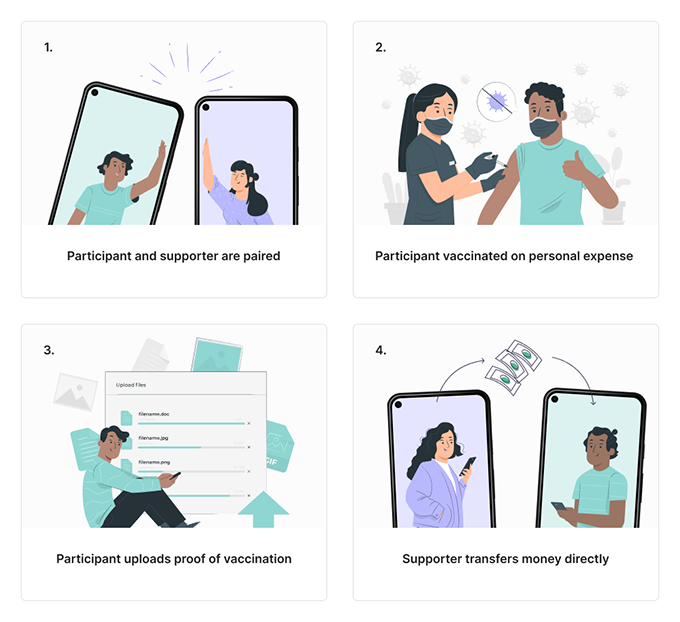 1.
Participant and supporter are paired
2.
Participant vaccinated on personal expense
3.
Upload files
filename.doc
filename.jpg
filename.png
GIF
Participant uploads proof of vaccination
4.
Supporter transfers money directly